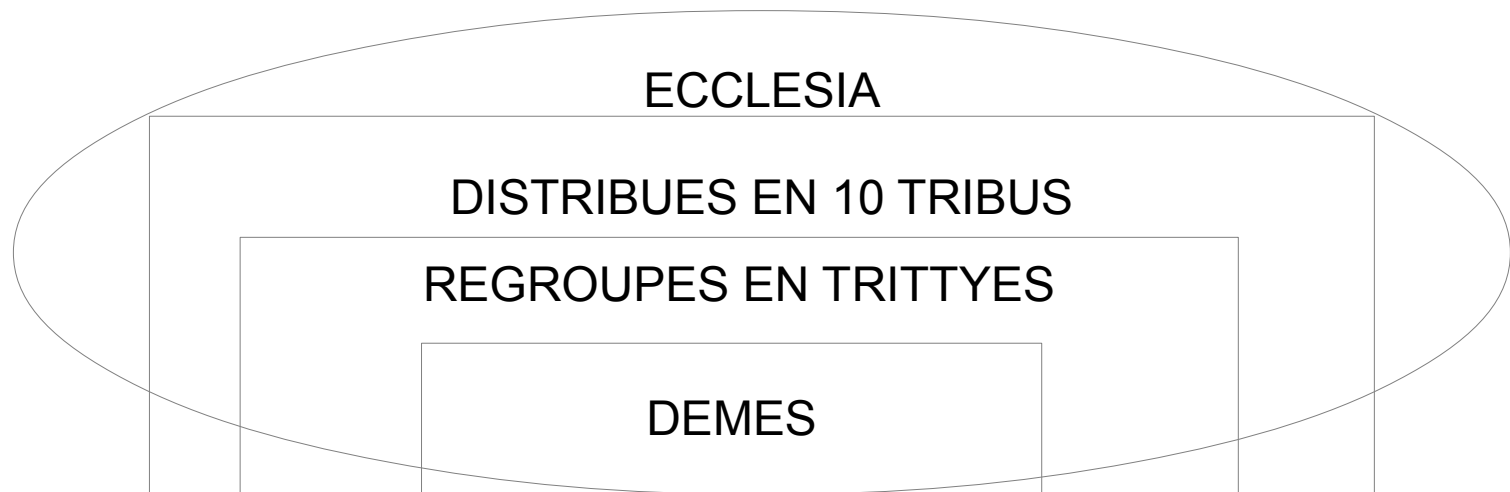 ECCLESIA
DISTRIBUES EN 10 TRIBUS
REGROUPES EN TRITTYES
DEMES